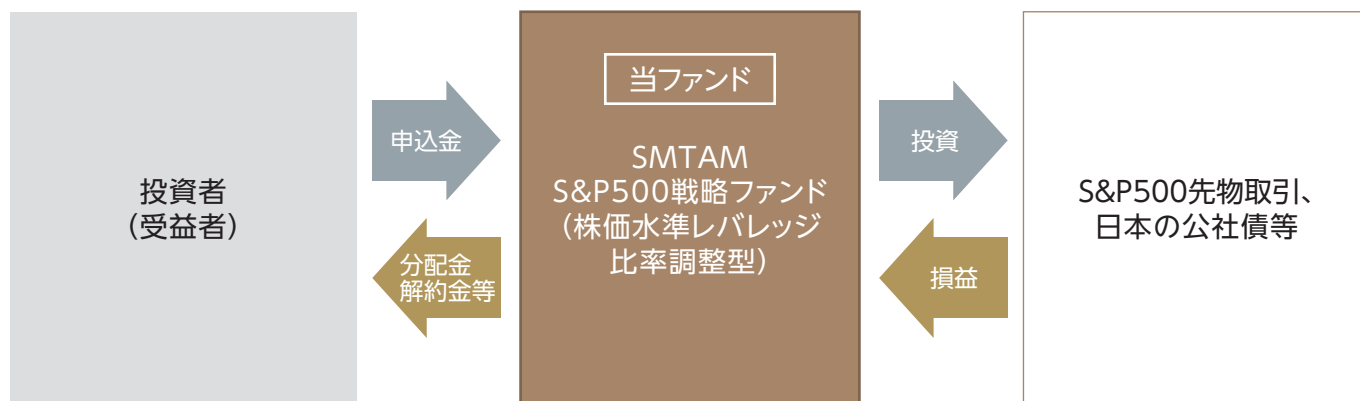 投資者
（受益者）
申込金
分配金
解約金等
当ファンド
SMTAM
S&P500戦略ファンド
（株価水準レバレッジ
比率調整型）
投資
損益
S&P500先物取引、
日本の公社債等